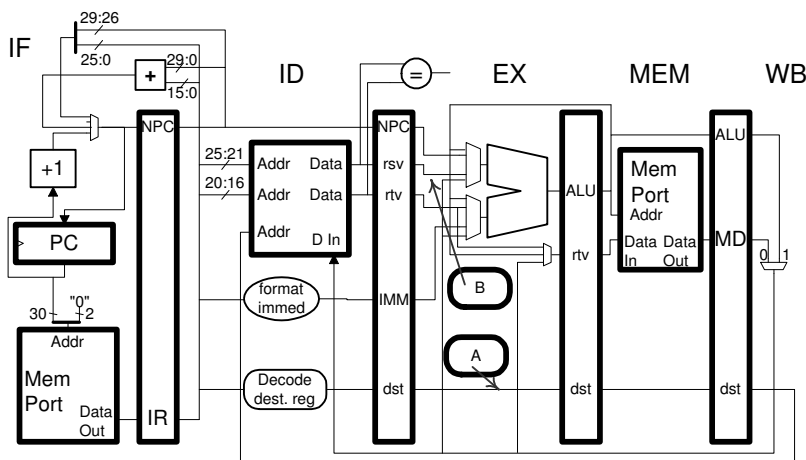 29:26
IF
25:0
29:0
15:0
+
ID
=
EX
MEM
WB
NPC
NPC
ALU
+1
25:21
Addr
Data
rsv
Mem
Port
Addr
20:16
Addr
Data
rtv
ALU
PC
Addr
D In
Data
In
Data
Out
MD
rtv
0
1
format
immed
IMM
B
30
"0"
2
Addr
Mem
Port
Data
Out
IR
Decode
dest. reg
dst
A
dst
dst